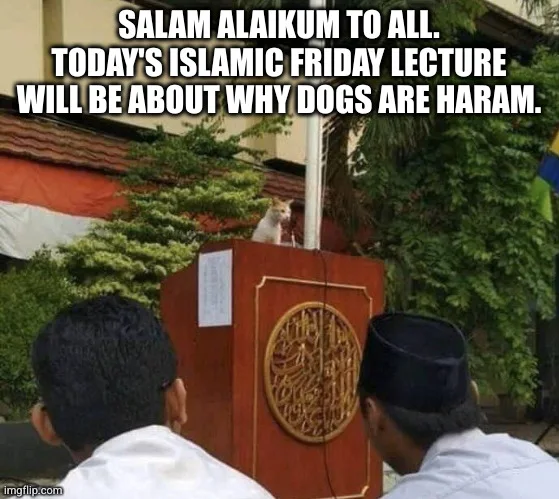 SALAM ALAIKUM TO ALL.
TODAY'S ISLAMIC FRIDAY LECTURE
WILL BE ABOUT WHY DOGS ARE HARAM.
imgflip.com